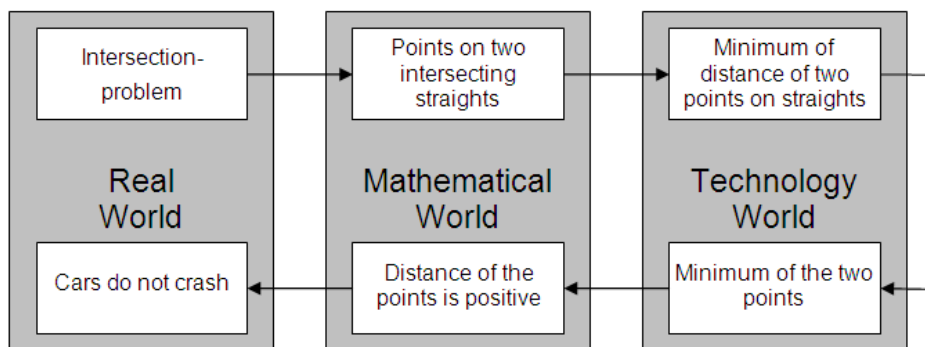 Intersection-
problem
Points on two
intersecting
straights
Minimum of
distance of two
points on straights
Real
World
Mathematical
World
Technology
World
Cars do not crash
Distance of the
points is positive
Minimum of the two
points